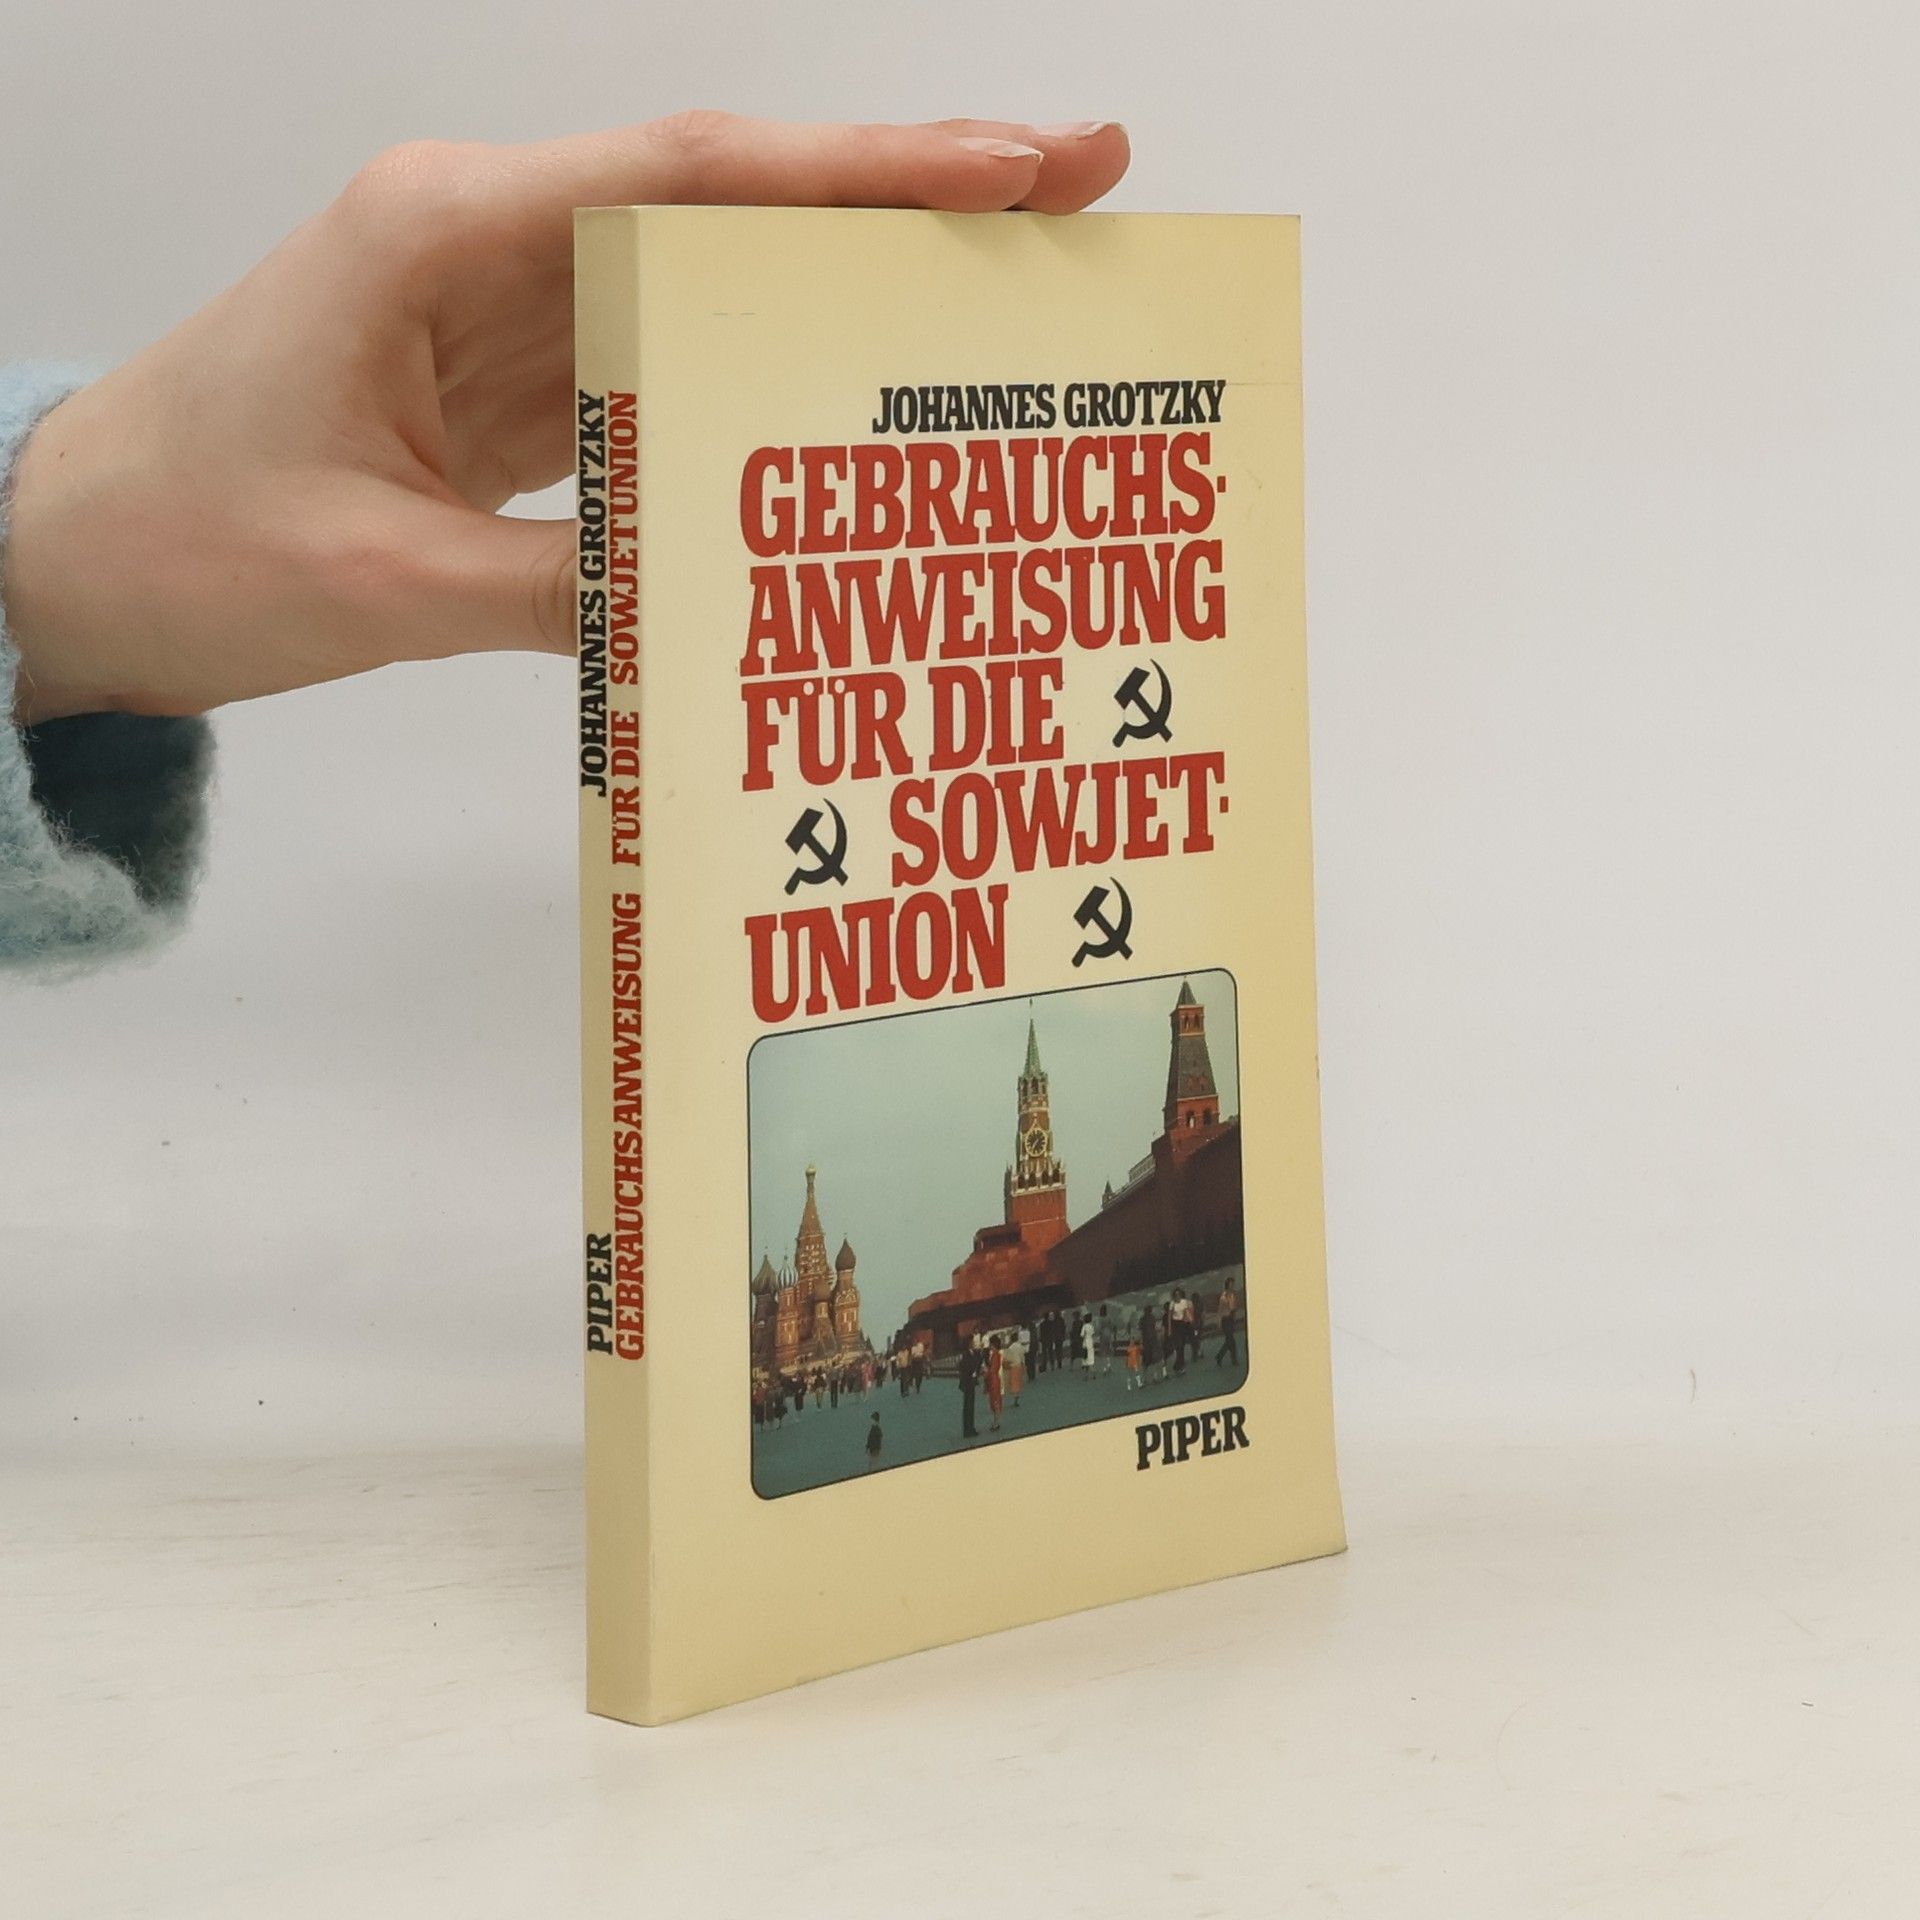 JOHANNES GROTZKY
GEBRAUCHS-
ANWEISUNG
FÜR DIE
SOWJET-
UNION
PIPER
PIPER JOHANNES GROTZKY
GEBRAUCHSANWEISUNG FÜR DIE SOWJETUNION